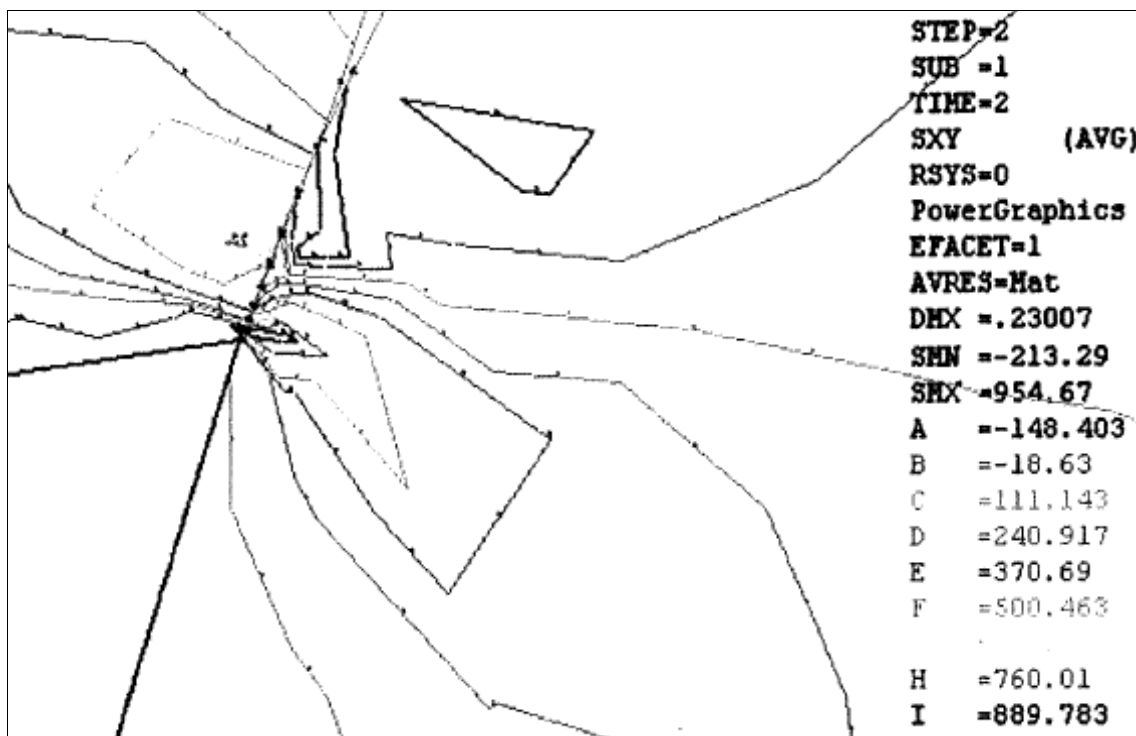 STEP=2
SUB =1
TIME=2
SXY (AVG)
RSYS=0
PowerGraphics
EFACET=1
AVRES=Mat
DMX =.23007
SMN =-213.29
SMX =954.67
A =-148.403
B =-18.63
C =111.143
D =240.917
E =370.69
F =500.463
H =760.01
I =889.783